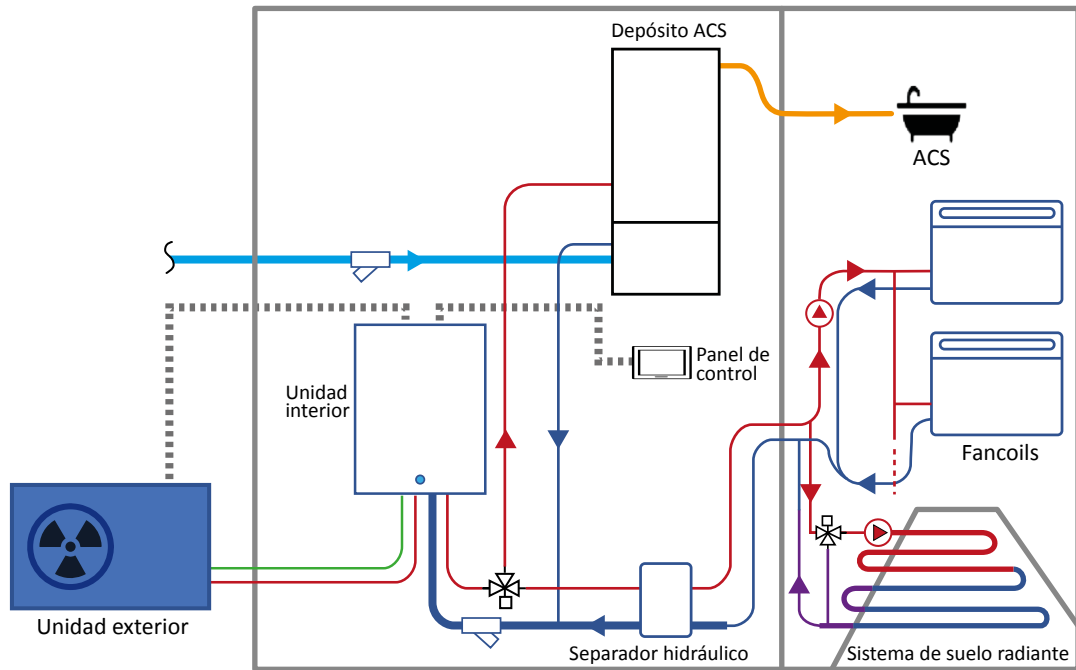 Depósito ACS
ACS
Panel de
control
Unidad
interior
Fancoils
Unidad exterior
Separador hidráulico
Sistema de suelo radiante